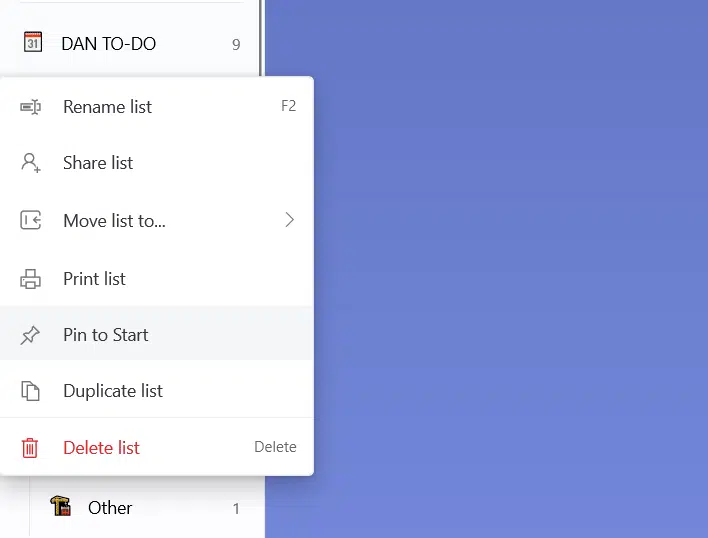 31 DAN TO-DO 9
Rename list F2
Share list
Move list to...
Print list
Pin to Start
Duplicate list
Delete list Delete
Other 1